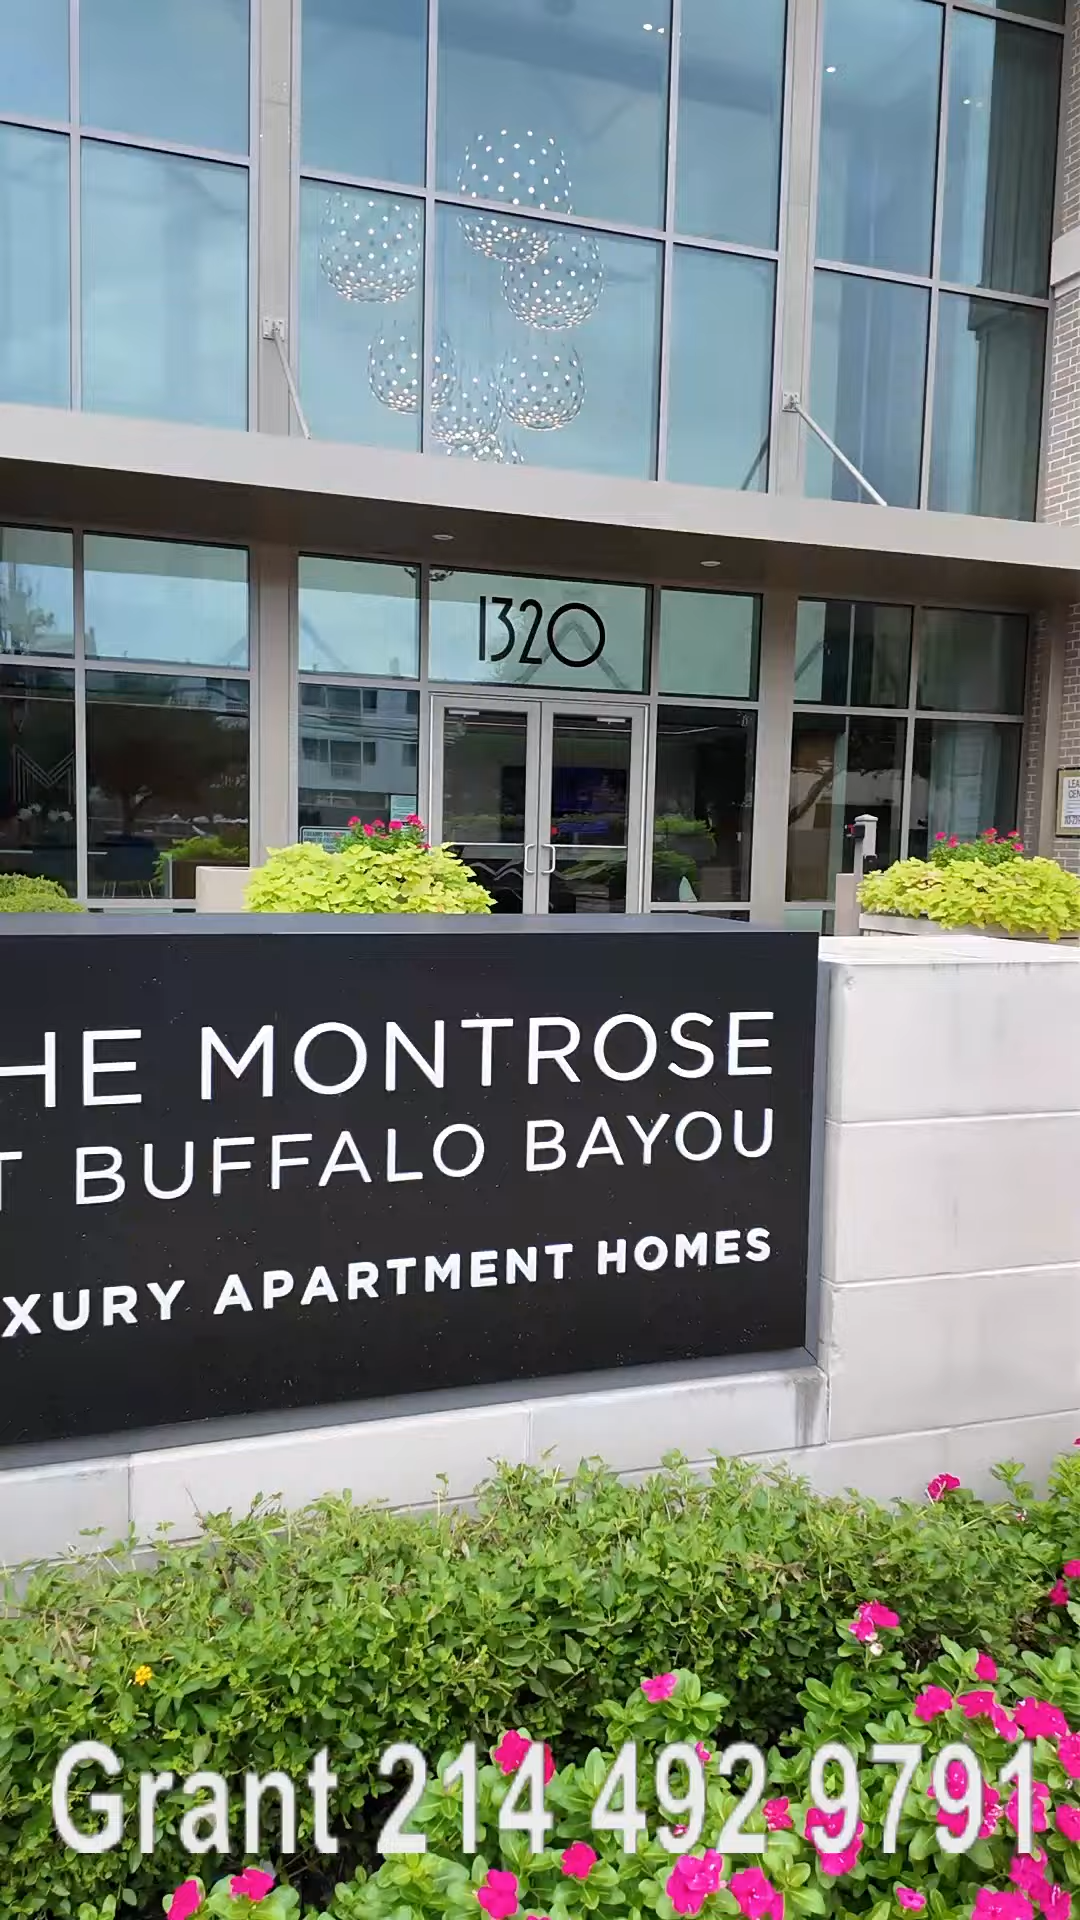 1320
HE MONTROSE
T BUFFALO BAYOU
XURY APARTMENT HOMES
Grant 214 492 9791